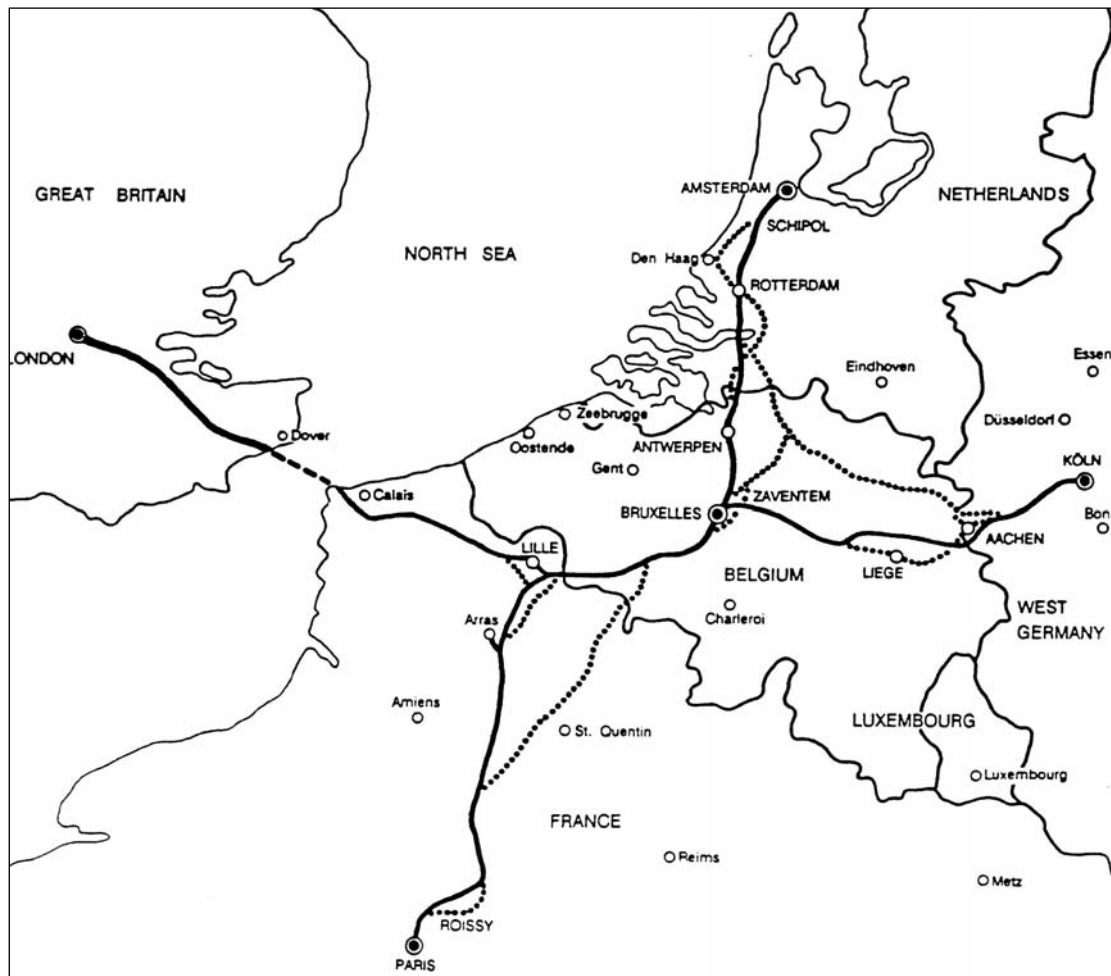 GREAT BRITAIN
NORTH SEA
AMSTERDAM
NETHERLANDS
SCHIPOL
Den Haag
ROTTERDAM
LONDON
Dover
Zeebrugge
Oostende
ANTWERPEN
Gent
Eindhoven
Essen
Düsseldorf
KÖLN
Calais
BRUXELLES
ZAVENTEM
AACHEN
Bon
LILLE
LIEGE
BELGIUM
Charleroi
WEST
GERMANY
Arras
Amiens
St. Quentin
LUXEMBOURG
Luxembourg
FRANCE
Reims
Metz
ROISSY
PARIS